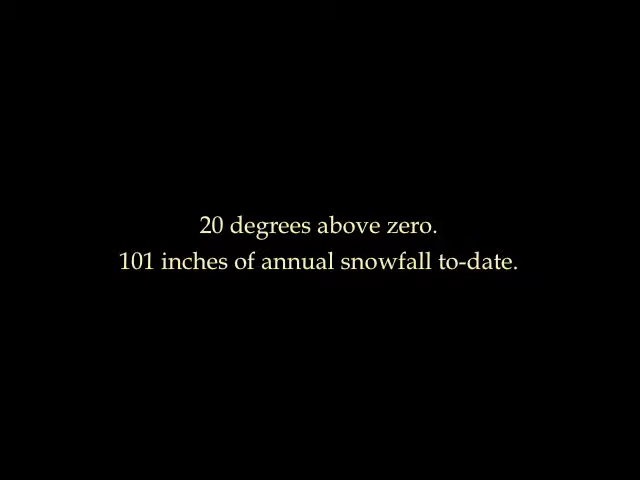 20 degrees above zero.
101 inches of annual snowfall to-date.